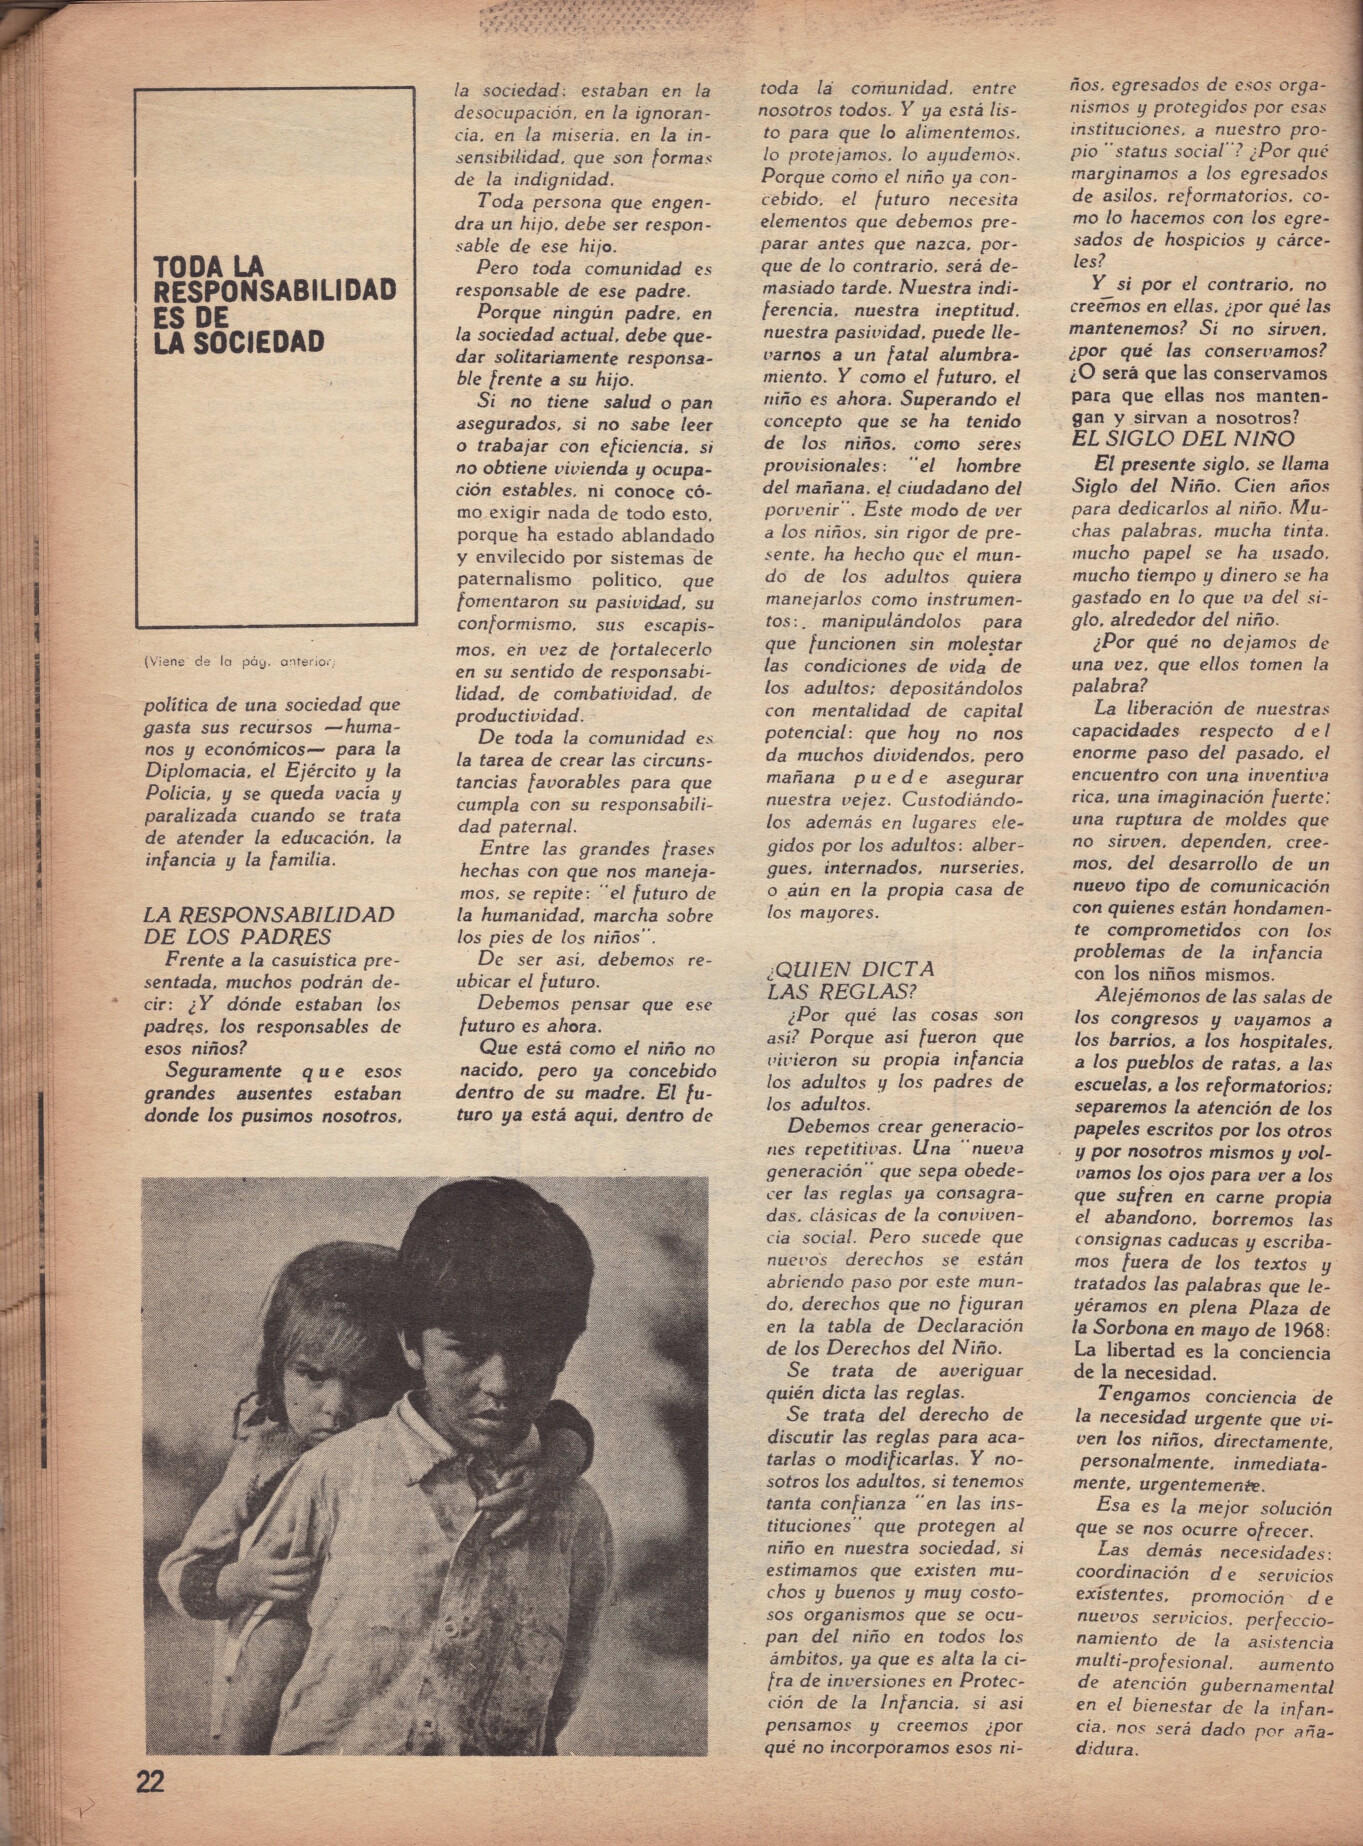 TODA LA
RESPONSABILIDAD
ES DE
LA SOCIEDAD
(Viene de la pág. anterior)
política de una sociedad que
gasta sus recursos —huma-
nos y económicos— para la
Diplomacia, el Ejército y la
Policía, y se queda vacía y
paralizada cuando se trata
de atender la educación, la
infancia y la familia.
LA RESPONSABILIDAD
DE LOS PADRES
Frente a la casuística pre-
sentada, muchos podrán de-
cir: ¿Y dónde estaban los
padres, los responsables de
esos niños?
Seguramente que esos
grandes ausentes estaban
donde los pusimos nosotros,
la sociedad: estaban en la
desocupación, en la ignoran-
cia, en la miseria, en la in-
sensibilidad, que son formas
de la indignidad.
Toda persona que engen-
dra un hijo, debe ser respon-
sable de ese hijo.
Pero toda comunidad es
responsable de ese padre.
Porque ningún padre, en
la sociedad actual, debe que-
dar solitariamente responsa-
ble frente a su hijo.
Si no tiene salud o pan
asegurados, si no sabe leer
o trabajar con eficiencia, si
no obtiene vivienda y ocupa-
ción estables, ni conoce có-
mo exigir nada de todo esto,
porque ha estado ablandado
y envilecido por sistemas de
paternalismo político, que
fomentaron su pasividad, su
conformismo, sus escapis-
mos, en vez de fortalecerlo
en su sentido de responsabi-
lidad, de combatividad, de
productividad.
De toda la comunidad es
la tarea de crear las circuns-
tancias favorables para que
cumpla con su responsabili-
dad paternal.
Entre las grandes frases
hechas con que nos maneja-
mos, se repite: "el futuro de
la humanidad, marcha sobre
los pies de los niños".
De ser así, debemos re-
ubicar el futuro.
Debemos pensar que ese
futuro es ahora.
Que está como el niño no
nacido, pero ya concebido
dentro de su madre. El fu-
turo ya está aquí, dentro de
toda la comunidad, entre
nosotros todos. Y ya está lis-
to para que lo alimentemos,
lo protejamos, lo ayudemos.
Porque como el niño ya con-
cebido, el futuro necesita
elementos que debemos pre-
parar antes que nazca, por-
que de lo contrario, será de-
masiado tarde. Nuestra indi-
ferencia, nuestra ineptitud,
nuestra pasividad, puede lle-
varnos a un fatal alumbra-
miento. Y como el futuro, el
niño es ahora. Superando el
concepto que se ha tenido
de los niños, como seres
provisionales: "el hombre
del mañana, el ciudadano del
porvenir". Este modo de ver
a los niños, sin rigor de pre-
sente, ha hecho que el mun-
do de los adultos quiera
manejarlos como instrumen-
tos:. manipulándolos para
que funcionen sin molestar
las condiciones de vida de
los adultos; depositándolos
con mentalidad de capital
potencial: que hoy no nos
da muchos dividendos, pero
mañana puede asegurar
nuestra vejez. Custodiándo-
los además en lugares ele-
gidos por los adultos: alber-
gues, internados, nurseries,
o aún en la propia casa de
los mayores.
¿QUIEN DICTA
LAS REGLAS?
¿Por qué las cosas son
así? Porque así fueron que
vivieron su propia infancia
los adultos y los padres de
los adultos.
Debemos crear generacio-
nes repetitivas. Una "nueva
generación" que sepa obede-
cer las reglas ya consagra-
das, clásicas de la conviven-
cia social. Pero sucede que
nuevos derechos se están
abriendo paso por este mun-
do, derechos que no figuran
en la tabla de Declaración
de los Derechos del Niño.
Se trata de averiguar
quién dicta las reglas.
Se trata del derecho de
discutir las reglas para aca-
tarlas o modificarlas. Y no-
sotros los adultos, si tenemos
tanta confianza "en las ins-
tituciones" que protegen al
niño en nuestra sociedad, si
estimamos que existen mu-
chos y buenos y muy costo-
sos organismos que se ocu-
pan del niño en todos los
ámbitos, ya que es alta la ci-
fra de inversiones en Protec-
ción de la Infancia, si así
pensamos y creemos ¿por
qué no incorporamos esos ni-
ños, egresados de esos orga-
nismos y protegidos por esas
instituciones, a nuestro pro-
pio "status social"? ¿Por qué
marginamos a los egresados
de asilos, reformatorios, co-
mo lo hacemos con los egre-
sados de hospicios y cárce-
les?
Y si por el contrario, no
creemos en ellas, ¿por qué las
mantenemos? Si no sirven,
¿por qué las conservamos?
¿O será que las conservamos
para que ellas nos manten-
gan y sirvan a nosotros?
EL SIGLO DEL NIÑO
El presente siglo, se llama
Siglo del Niño. Cien años
para dedicarlos al niño. Mu-
chas palabras, mucha tinta,
mucho papel se ha usado,
mucho tiempo y dinero se ha
gastado en lo que va del si-
glo, alrededor del niño.
¿Por qué no dejamos de
una vez, que ellos tomen la
palabra?
La liberación de nuestras
capacidades respecto del
enorme paso del pasado, el
encuentro con una inventiva
rica, una imaginación fuerte;
una ruptura de moldes que
no sirven, dependen, cree-
mos, del desarrollo de un
nuevo tipo de comunicación
con quienes están hondamen-
te comprometidos con los
problemas de la infancia
con los niños mismos.
Alejémonos de las salas de
los congresos y vayamos a
los barrios, a los hospitales,
a los pueblos de ratas, a las
escuelas, a los reformatorios;
separemos la atención de los
papeles escritos por los otros
y por nosotros mismos y vol-
vamos los ojos para ver a los
que sufren en carne propia
el abandono, borremos las
consignas caducas y escriba-
mos fuera de los textos y
tratados las palabras que le-
yéramos en plena Plaza de
la Sorbona en mayo de 1968:
La libertad es la conciencia
de la necesidad.
Tengamos conciencia de
la necesidad urgente que vi-
ven los niños, directamente,
personalmente, inmediata-
mente, urgentemente.
Esa es la mejor solución
que se nos ocurre ofrecer.
Las demás necesidades:
coordinación de servicios
existentes, promoción de
nuevos servicios, perfeccio-
namiento de la asistencia
multi-profesional, aumento
de atención gubernamental
en el bienestar de la infan-
cia, nos será dado por aña-
didura.
22